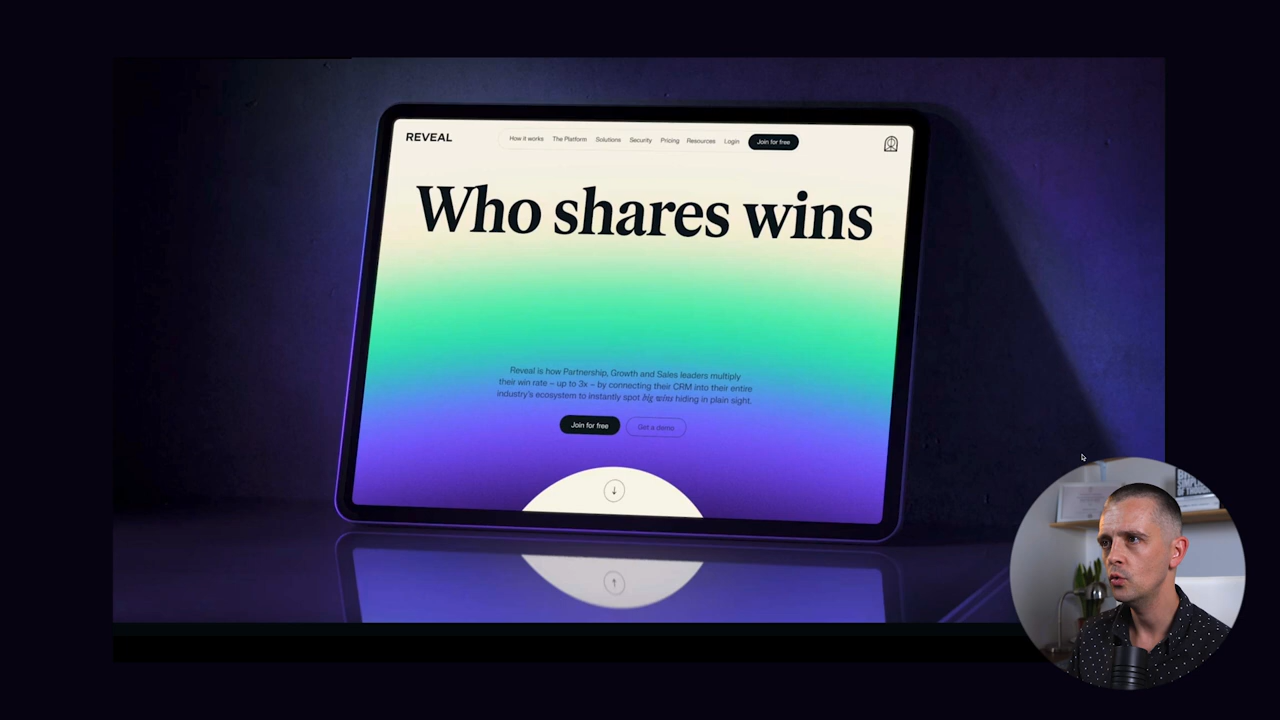 REVEAL
How it works The Platform Solutions Security Pricing Resources Login Join for free
Who shares wins
Reveal is how Partnership, Growth and Sales leaders multiply
their win rate – up to 3x – by connecting their CRM into their entire
industry's ecosystem to instantly spot big wins hiding in plain sight.
Join for free Get a demo